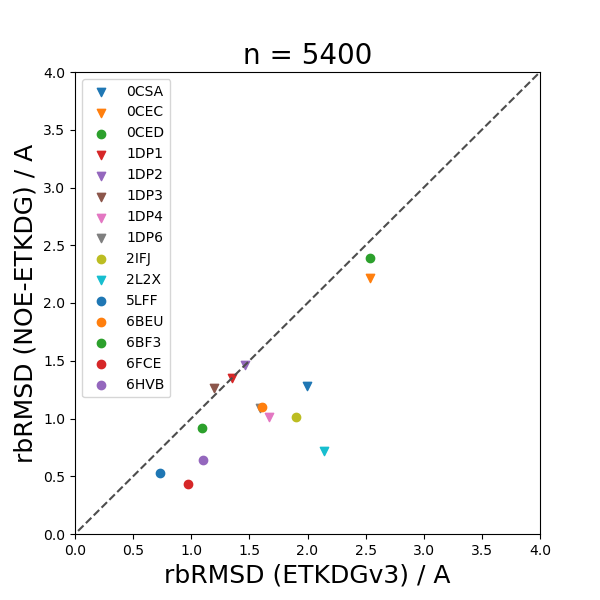 n = 5400
rbRMSD (NOE-ETKDG) / A
4.0
3.5
3.0
2.5
2.0
1.5
1.0
0.5
0.0
0CSA
0CEC
0CED
1DP1
1DP2
1DP3
1DP4
1DP6
2IFJ
2L2X
5LFF
6BEU
6BF3
6FCE
6HVB
0.0 0.5 1.0 1.5 2.0 2.5 3.0 3.5 4.0
rbRMSD (ETKDGv3) / A